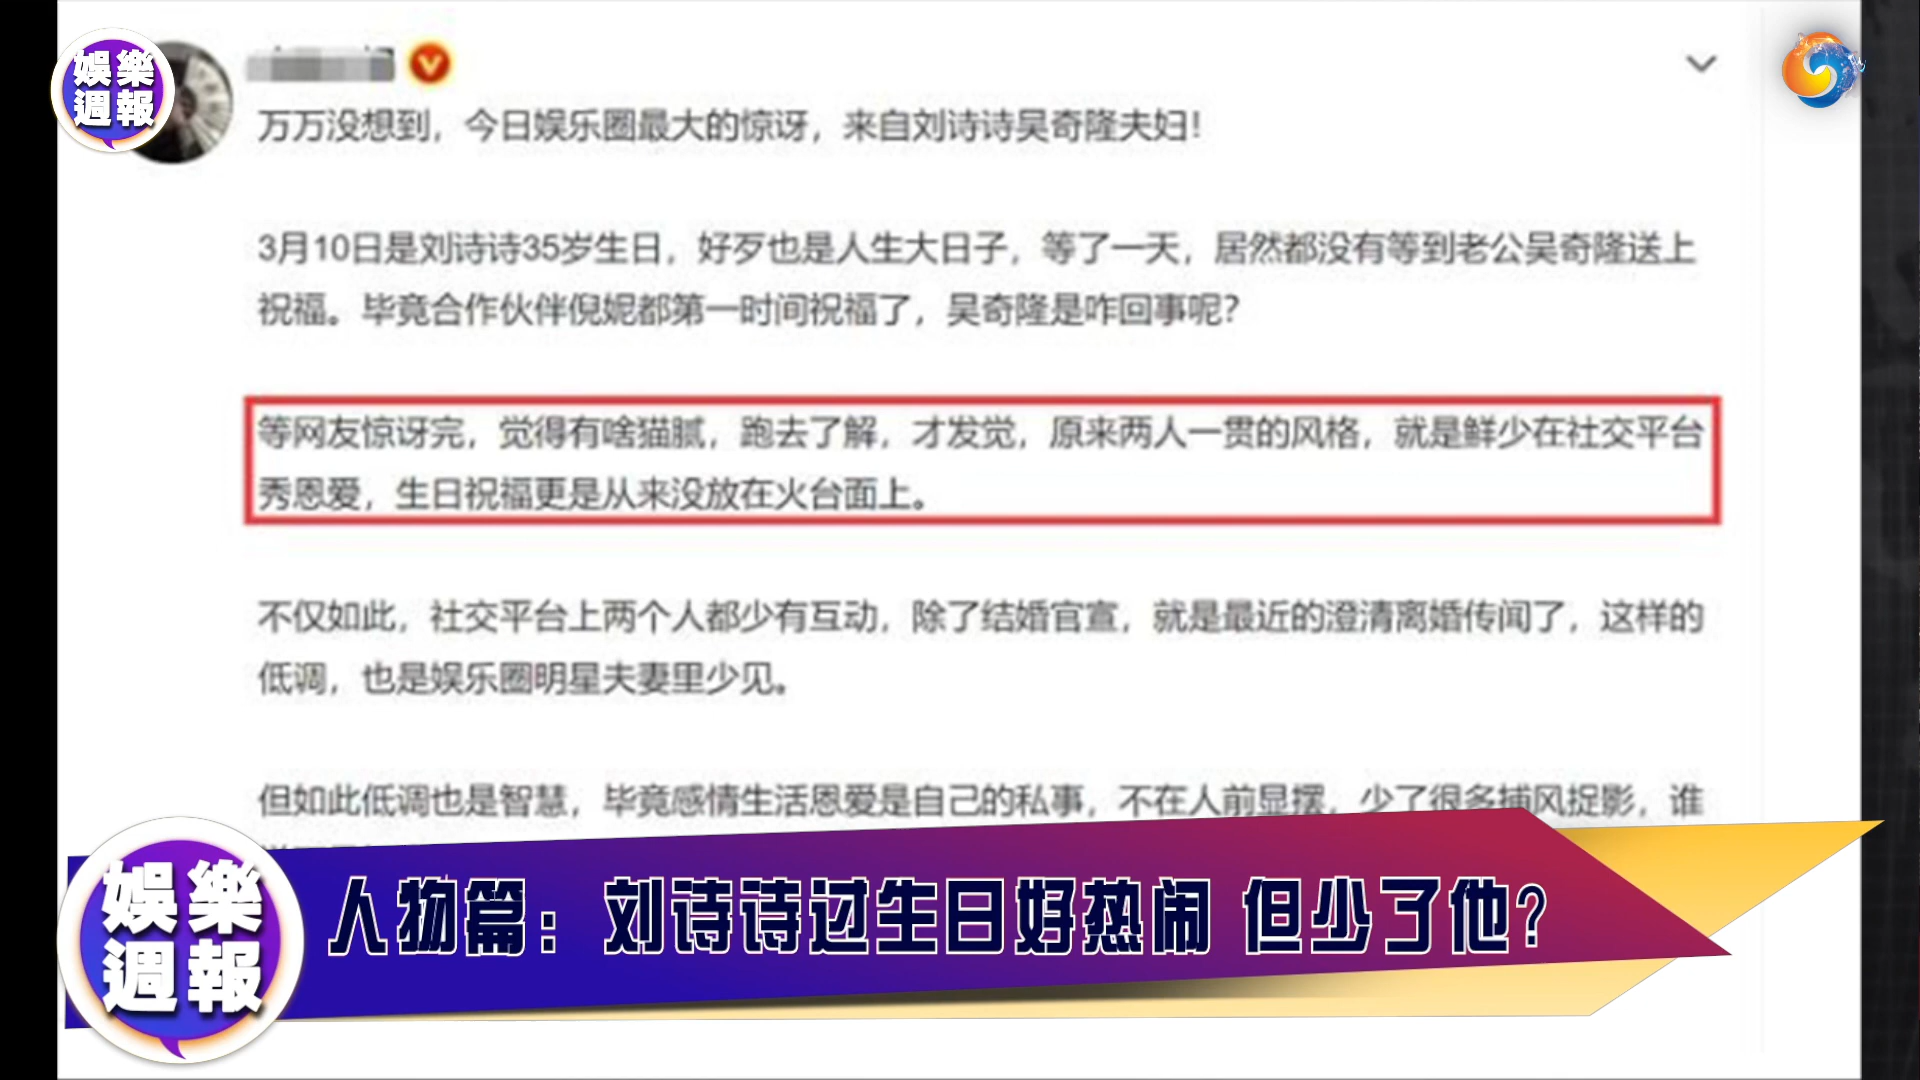 娛樂
週報
万万没想到，今日娱乐圈最大的惊讶，来自刘诗诗吴奇隆夫妇！
3月10日是刘诗诗35岁生日，好歹也是人生大日子，等了一天，居然都没有等到老公吴奇隆送上
祝福。毕竟合作伙伴倪妮都第一时间祝福了，吴奇隆是咋回事呢？
等网友惊讶完，觉得有啥猫腻，跑去了解，才发觉，原来两人一贯的风格，就是鲜少在社交平台
秀恩爱，生日祝福更是从来没放在火台面上。
不仅如此，社交平台上两个人都少有互动，除了结婚官宣，就是最近的澄清离婚传闻了，这样的
低调，也是娱乐圈明星夫妻里少见。
但如此低调也是智慧，毕竟感情生活恩爱是自己的私事，不在人前显摆，少了很多捕风捉影，谁
娛樂
週報
人物篇：刘诗诗过生日好热闹 但少了他？